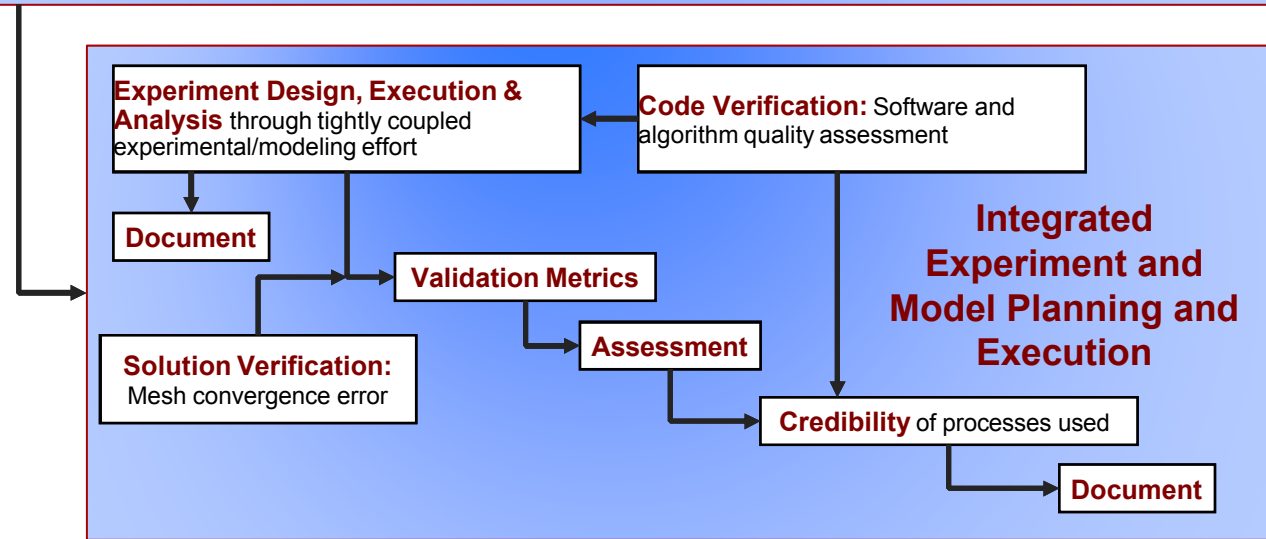 Experiment Design, Execution &
Analysis through tightly coupled
experimental/modeling effort
Code Verification: Software and
algorithm quality assessment
Document
Integrated
Experiment and
Model Planning and
Execution
Validation Metrics
Solution Verification:
Mesh convergence error
Assessment
Credibility of processes used
Document